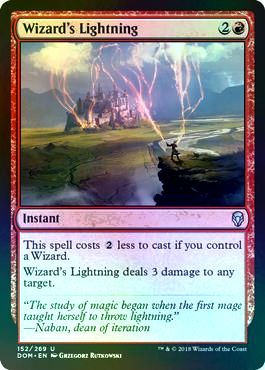 Wizard's Lightning 2
Instant
This spell costs 2 less to cast if you control
a Wizard.
Wizard's Lightning deals 3 damage to any
target.
"The study of magic began when the first mage
taught herself to throw lightning."
—Naban, dean of iteration
152/269 U
DOM • EN GRZEGORZ RUTKOWSKI
™ & © 2018 Wizards of the Coast